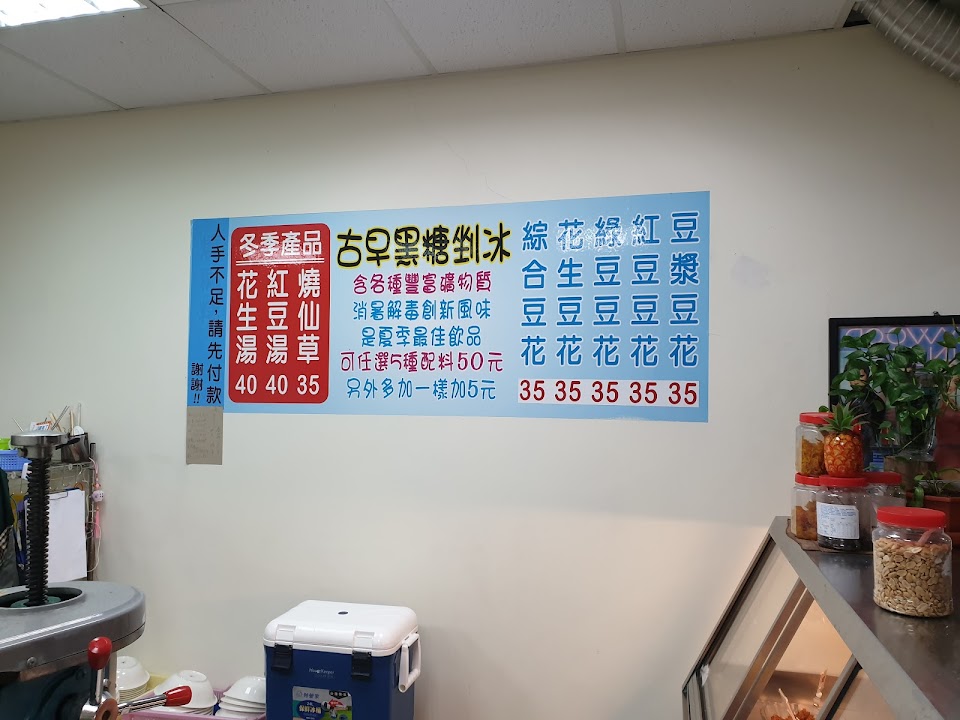 人手不足，請先付款
謝謝!!
冬季產品
燒仙草
35
紅豆湯
40
花生湯
40
古早黑糖剉冰
含各種豐富礦物質
消暑解毒創新風味
是夏季最佳飲品
可任選5種配料50元
另外多加一樣加5元
豆漿豆花
35
紅豆豆花
35
綠豆豆花
35
花生豆花
35
綜合豆花
35